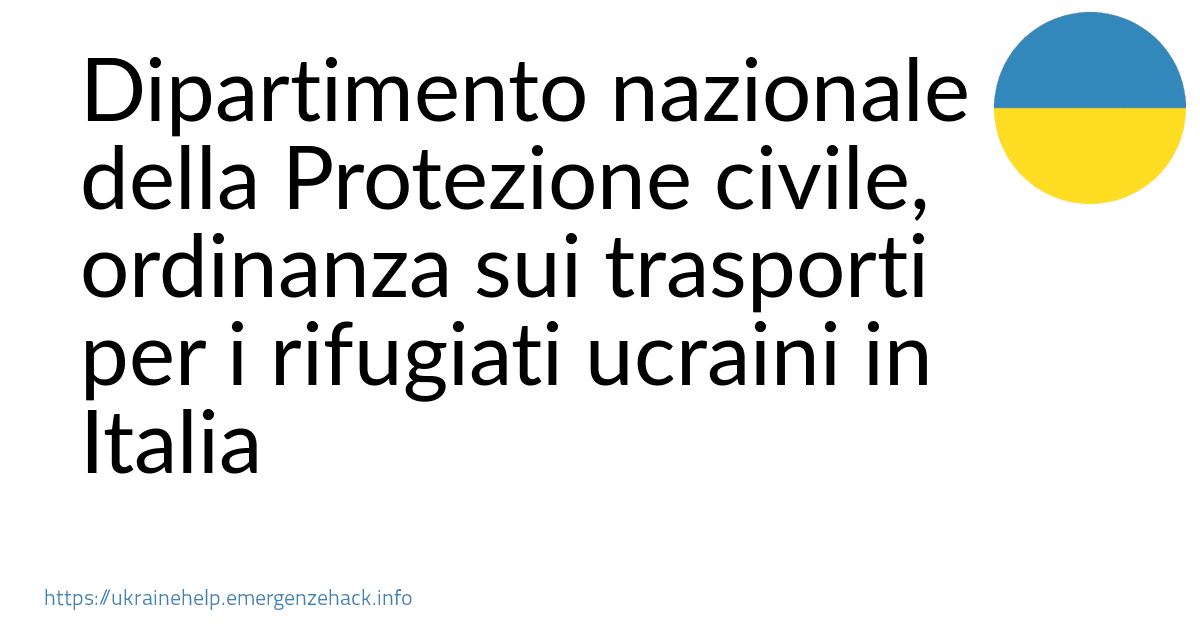 Dipartimento nazionale
della Protezione civile,
ordinanza sui trasporti
per i rifugiati ucraini in
Italia
https://ukrainehelp.emergenzehack.info